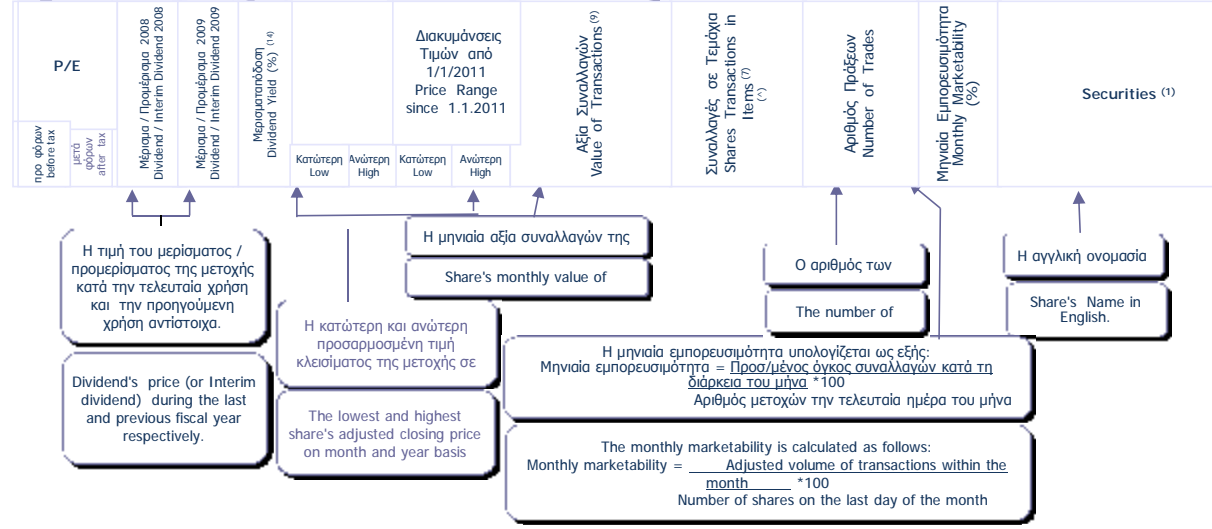 P/E
προ φόρων
before tax
μετά
φόρων
after tax
Μέρισμα / Προμέρισμα 2008
Dividend / Interim Dividend 2008
Μέρισμα / Προμέρισμα 2009
Dividend / Interim Dividend 2009
Μερισματαπόδοση
Dividend Yield (%) (14)
Κατώτερη
Low
Ανώτερη
High
Διακυμάνσεις
Τιμών από
1/1/2011
Price Range
since 1.1.2011
Κατώτερη
Low
Ανώτερη
High
Αξία Συναλλαγών
Value of Transactions (9)
Συναλλαγές σε Τεμάχια
Shares Transactions in
Items (7)
(^)
Αριθμός Πράξεων
Number of Trades
Μηνιαία Εμπορευσιμότητα
Monthly Marketability
(%)
Securities (1)
Η τιμή του μερίσματος /
προμερίσματος της μετοχής
κατά την τελευταία χρήση
και την προηγούμενη
χρήση αντίστοιχα.
Dividend's price (or Interim
dividend) during the last
and previous fiscal year
respectively.
Η κατώτερη και ανώτερη
προσαρμοσμένη τιμή
κλεισίματος της μετοχής σε
The lowest and highest
share's adjusted closing price
on month and year basis
Η μηνιαία αξία συναλλαγών της
Share's monthly value of
Ο αριθμός των
The number of
Η αγγλική ονομασία
Share's Name in
English.
Η μηνιαία εμπορευσιμότητα υπολογίζεται ως εξής:
Μηνιαία εμπορευσιμότητα = Προσ/μένος όγκος συναλλαγών κατά τη
διάρκεια του μήνα *100
Αριθμός μετοχών την τελευταία ημέρα του μήνα
The monthly marketability is calculated as follows:
Monthly marketability = Adjusted volume of transactions within the
month *100
Number of shares on the last day of the month